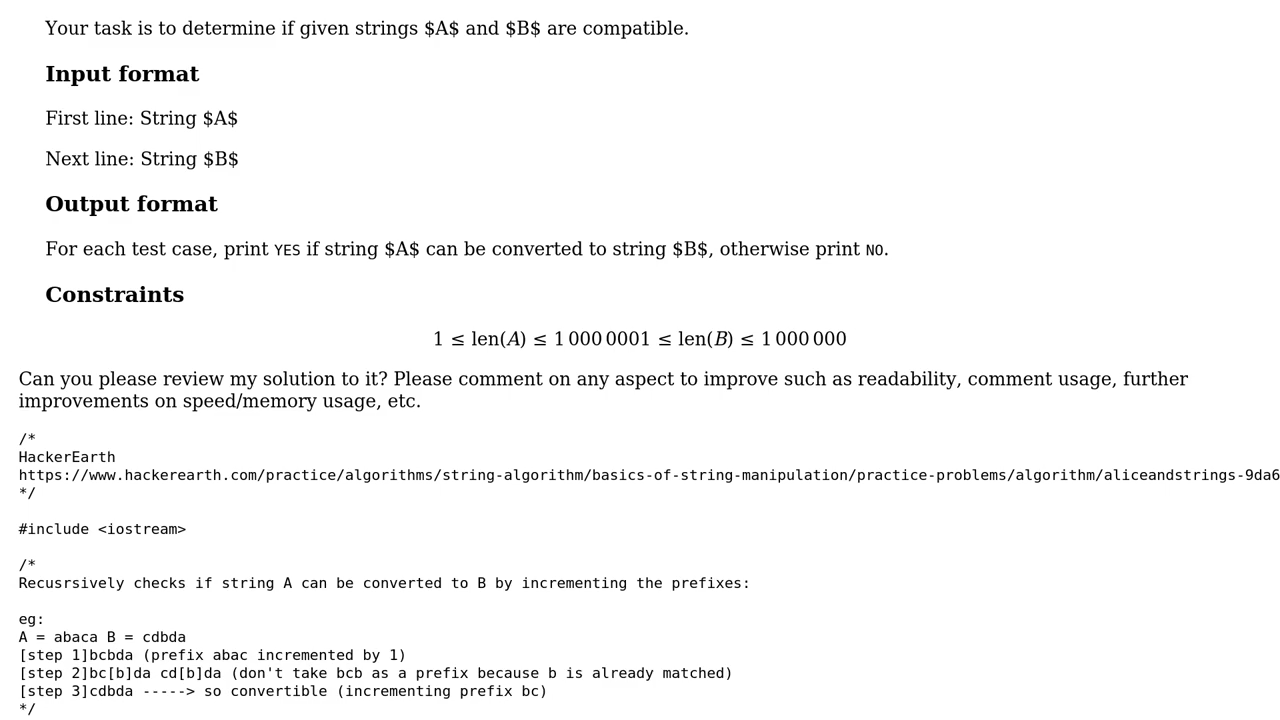 Your task is to determine if given strings $A$ and $B$ are compatible.
Input format
First line: String $A$
Next line: String $B$
Output format
For each test case, print YES if string $A$ can be converted to string $B$, otherwise print NO.
Constraints
1 ≤ len(A) ≤ 1 000 0001 ≤ len(B) ≤ 1 000 000
Can you please review my solution to it? Please comment on any aspect to improve such as readability, comment usage, further
improvements on speed/memory usage, etc.
/*
HackerEarth
https://www.hackerearth.com/practice/algorithms/string-algorithm/basics-of-string-manipulation/practice-problems/algorithm/aliceandstrings-9da6
*/
#include <iostream>
/*
Recusrsively checks if string A can be converted to B by incrementing the prefixes:
eg:
A = abaca B = cdbda
[step 1]bcbda (prefix abac incremented by 1)
[step 2]bc[b]da cd[b]da (don't take bcb as a prefix because b is already matched)
[step 3]cdbda -----> so convertible (incrementing prefix bc)
*/